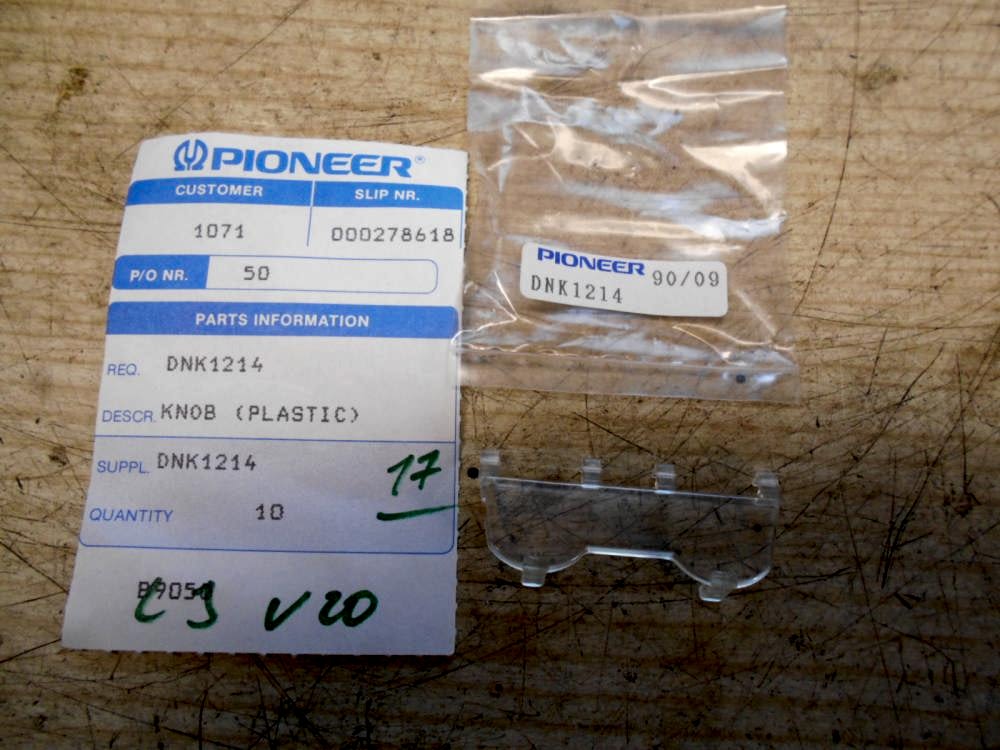 PIONEER®
CUSTOMER SLIP NR.
1071 000278618
P/O NR. 50
PARTS INFORMATION
REQ. DNK1214
DESCR. KNOB (PLASTIC)
SUPPL. DNK1214
17
QUANTITY 10
V20
PIONEER 90/09
DNK1214